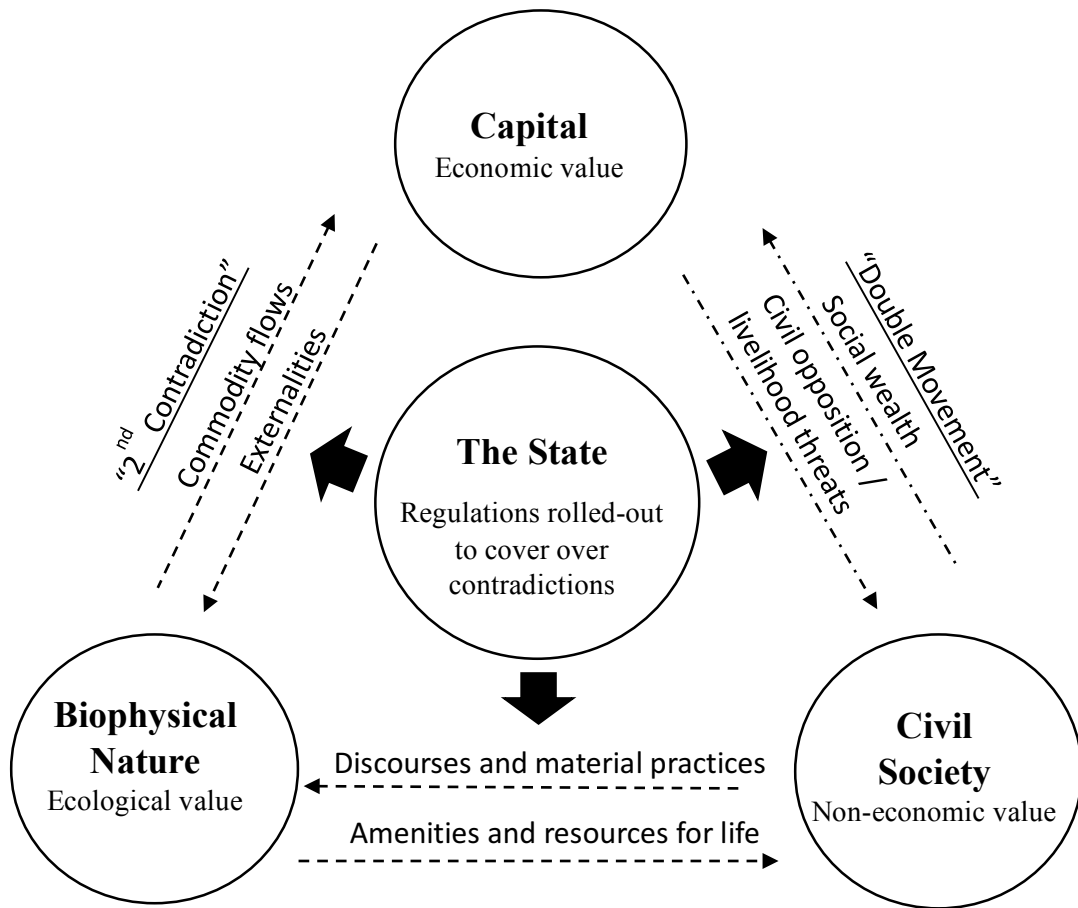 Capital
Economic value
“2nd Contradiction”
Commodity flows
Externalities
“Double Movement”
Social wealth
Civil opposition /
livelihood threats
The State
Regulations rolled-out
to cover over
contradictions
Biophysical
Nature
Ecological value
Discourses and material practices
Amenities and resources for life
Civil
Society
Non-economic value